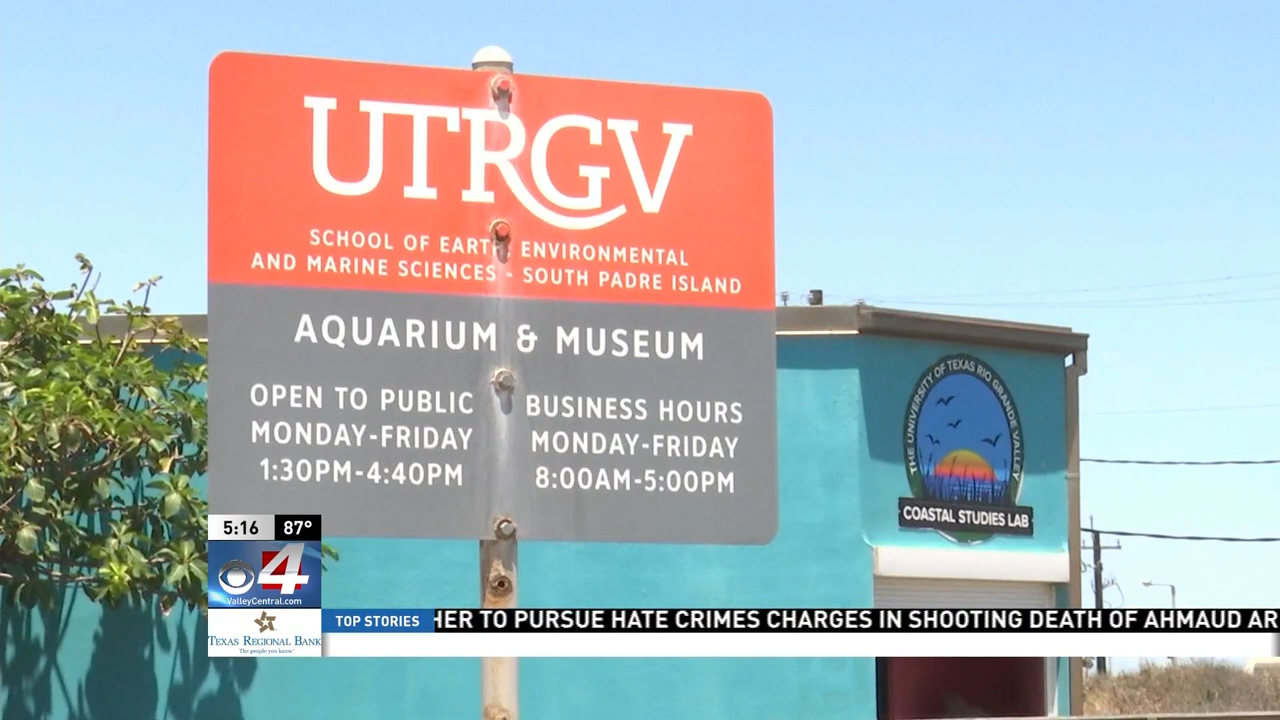 UTRGV
SCHOOL OF EARTH, ENVIRONMENTAL
AND MARINE SCIENCES - SOUTH PADRE ISLAND
AQUARIUM & MUSEUM
OPEN TO PUBLIC
MONDAY-FRIDAY
1:30PM-4:40PM
BUSINESS HOURS
MONDAY-FRIDAY
8:00AM-5:00PM
THE UNIVERSITY OF TEXAS RIO GRANDE VALLEY
COASTAL STUDIES LAB
5:16 87°
4
ValleyCentral.com
TEXAS REGIONAL BANK
The people you know.
TOP STORIES
HER TO PURSUE HATE CRIMES CHARGES IN SHOOTING DEATH OF AHMAUD AR